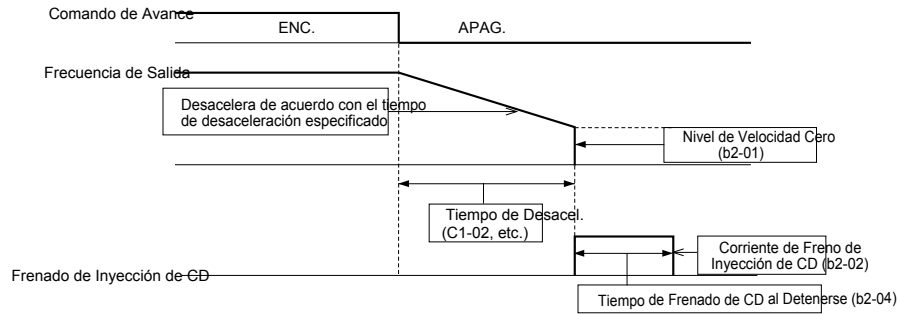 Comando de Avance
ENC.
APAG.
Frecuencia de Salida
Desacelera de acuerdo con el tiempo
de desaceleración especificado
Nivel de Velocidad Cero
(b2-01)
Tiempo de Desacel.
(C1-02, etc.)
Corriente de Freno de
Inyección de CD (b2-02)
Frenado de Inyección de CD
Tiempo de Frenado de CD al Detenerse (b2-04)